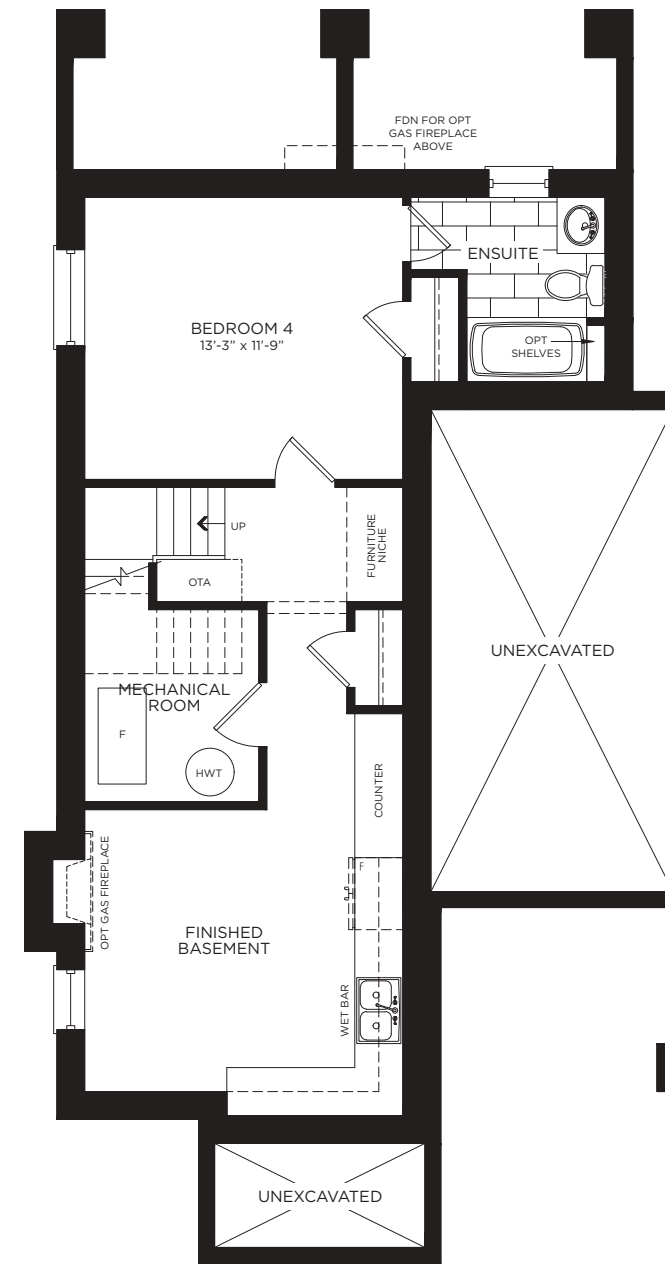 FDN FOR OPT
GAS FIREPLACE
ABOVE
ENSUITE
BEDROOM 4
13'-3" x 11'-9"
OPT
SHELVES
UP
FURNITURE
NICHE
OTA
UNEXCAVATED
MECHANICAL
ROOM
F
HWT
COUNTER
OPT GAS FIREPLACE
F
FINISHED
BASEMENT
WET BAR
UNEXCAVATED